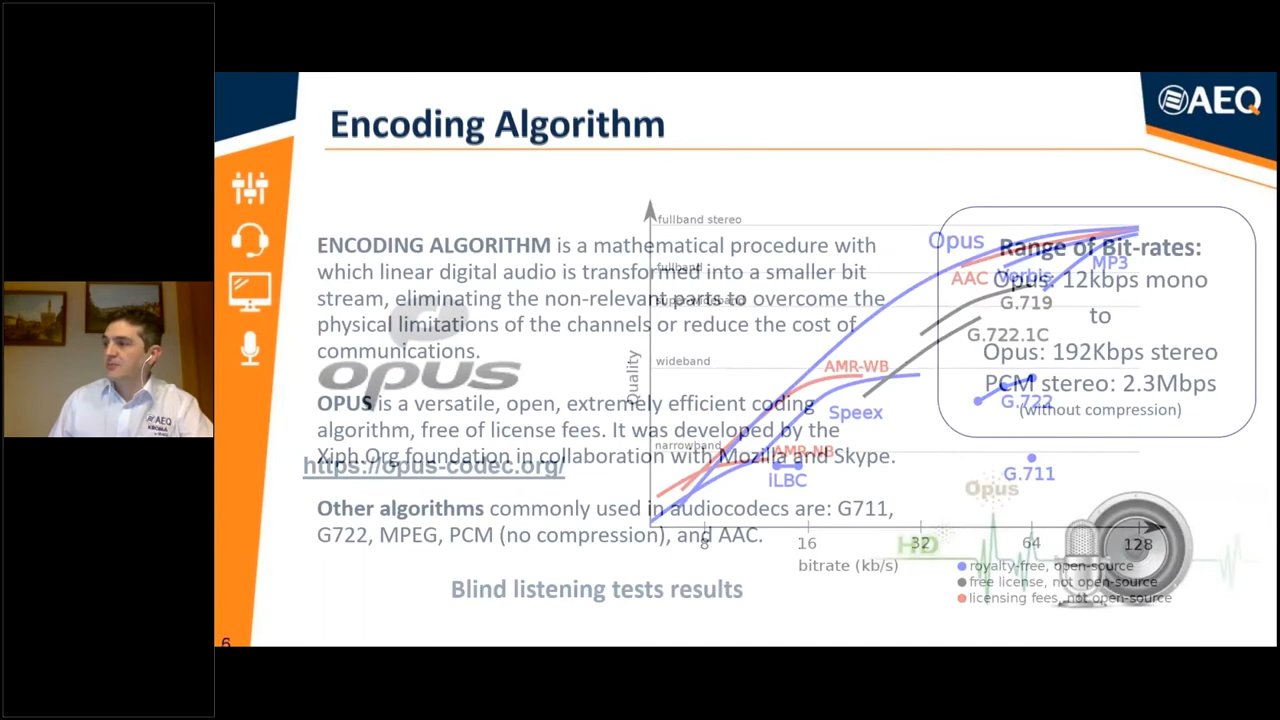 AEQ
Encoding Algorithm
ENCODING ALGORITHM is a mathematical procedure with
which linear digital audio is transformed into a smaller bit
stream, eliminating the non-relevant parts to overcome the
physical limitations of the channels or reduce the cost of
communications.
opus
OPUS is a versatile, open, extremely efficient coding
algorithm, free of license fees. It was developed by the
Xiph.Org foundation in collaboration with Mozilla and Skype.
https://opus-codec.org/
Other algorithms commonly used in audiocodecs are: G711,
G722, MPEG, PCM (no compression), and AAC.
Blind listening tests results
Quality
fullband stereo
fullband
superwideband
wideband
narrowband
Opus
AAC
Vorbis
MP3
G.719
G.722.1C
AMR-WB
Speex
G.722
AMR-NB
iLBC
G.711
8
16
32
64
128
bitrate (kb/s)
royalty-free, open-source
free license, not open-source
licensing fees, not open-source
Range of Bit-rates:
Opus: 12kbps mono
to
Opus: 192Kbps stereo
PCM stereo: 2.3Mbps
(without compression)
Opus
HD
AEQ
KROMA
6